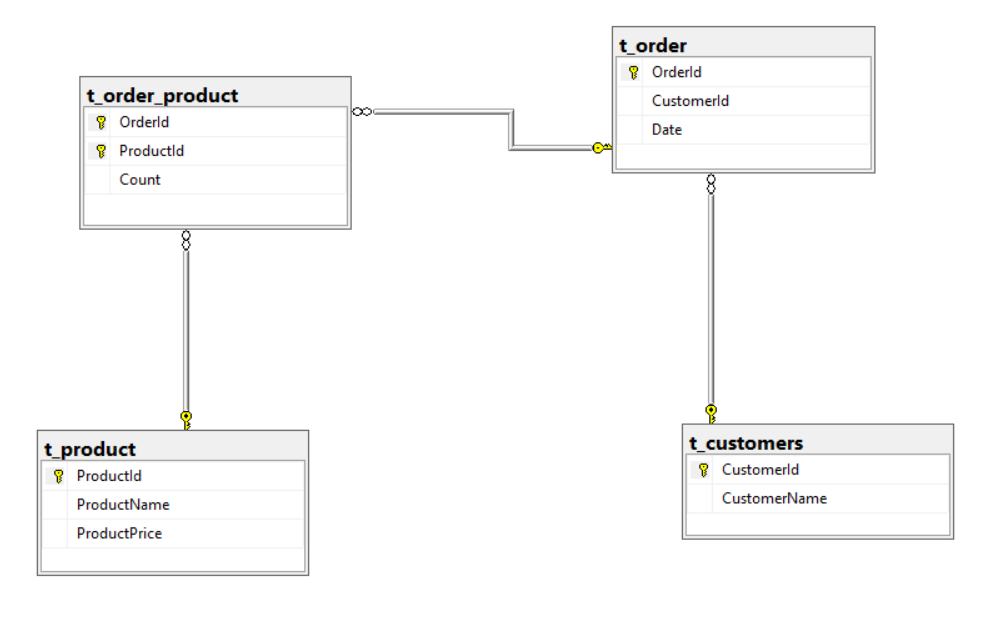 t_order_product
OrderId
ProductId
Count
t_order
OrderId
CustomerId
Date
t_product
ProductId
ProductName
ProductPrice
t_customers
CustomerId
CustomerName